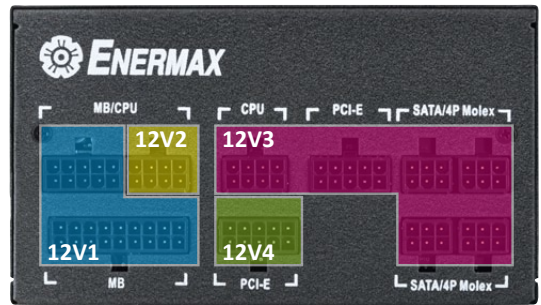 ENERMAX
MB/CPU
CPU
PCI-E
SATA/4P Molex
12V2
12V3
12V1
12V4
MB
PCI-E
SATA/4P Molex